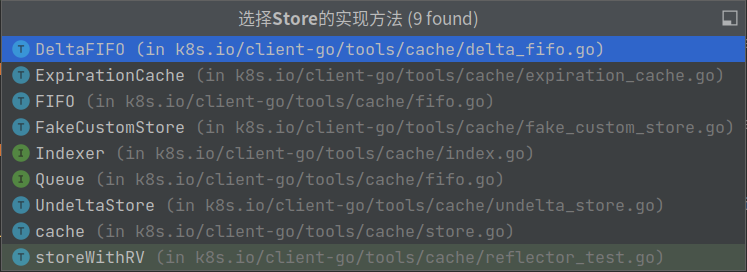 选择Store的实现方法 (9 found)
T DeltaFIFO (in k8s.io/client-go/tools/cache/delta_fifo.go)
T ExpirationCache (in k8s.io/client-go/tools/cache/expiration_cache.go)
T FIFO (in k8s.io/client-go/tools/cache/fifo.go)
T FakeCustomStore (in k8s.io/client-go/tools/cache/fake_custom_store.go)
I Indexer (in k8s.io/client-go/tools/cache/index.go)
I Queue (in k8s.io/client-go/tools/cache/fifo.go)
T UndeltaStore (in k8s.io/client-go/tools/cache/undelta_store.go)
T cache (in k8s.io/client-go/tools/cache/store.go)
T storeWithRV (in k8s.io/client-go/tools/cache/reflector_test.go)